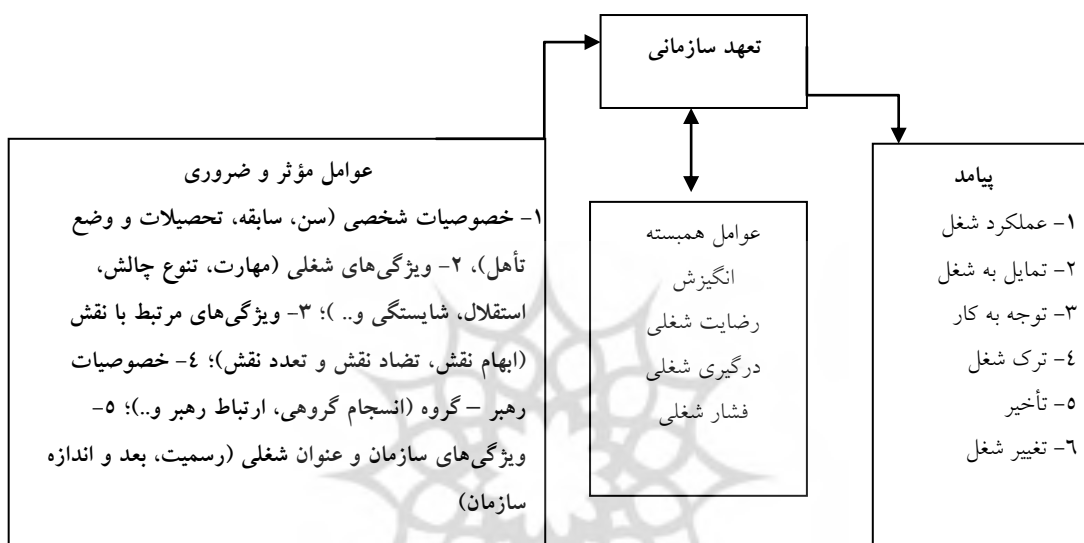 تعهد سازمانی
عوامل مؤثر و ضروری
۱- خصوصیات شخصی (سن، سابقه، تحصیلات و وضع
تأهل)، ۲- ویژگی‌های شغلی (مهارت، تنوع چالش،
استقلال، شایستگی و.. )؛ ۳- ویژگی‌های مرتبط با نقش
(ابهام نقش، تضاد نقش و تعدد نقش)؛ ٤- خصوصیات
رهبر – گروه (انسجام گروهی، ارتباط رهبر و..)؛ ٥-
ویژگی‌های سازمان و عنوان شغلی (رسمیت، بعد و اندازه
سازمان)
عوامل همبسته
انگیزش
رضایت شغلی
درگیری شغلی
فشار شغلی
پیامد
۱- عملکرد شغل
۲- تمایل به شغل
۳- توجه به کار
٤- ترک شغل
٥- تأخیر
٦- تغییر شغل